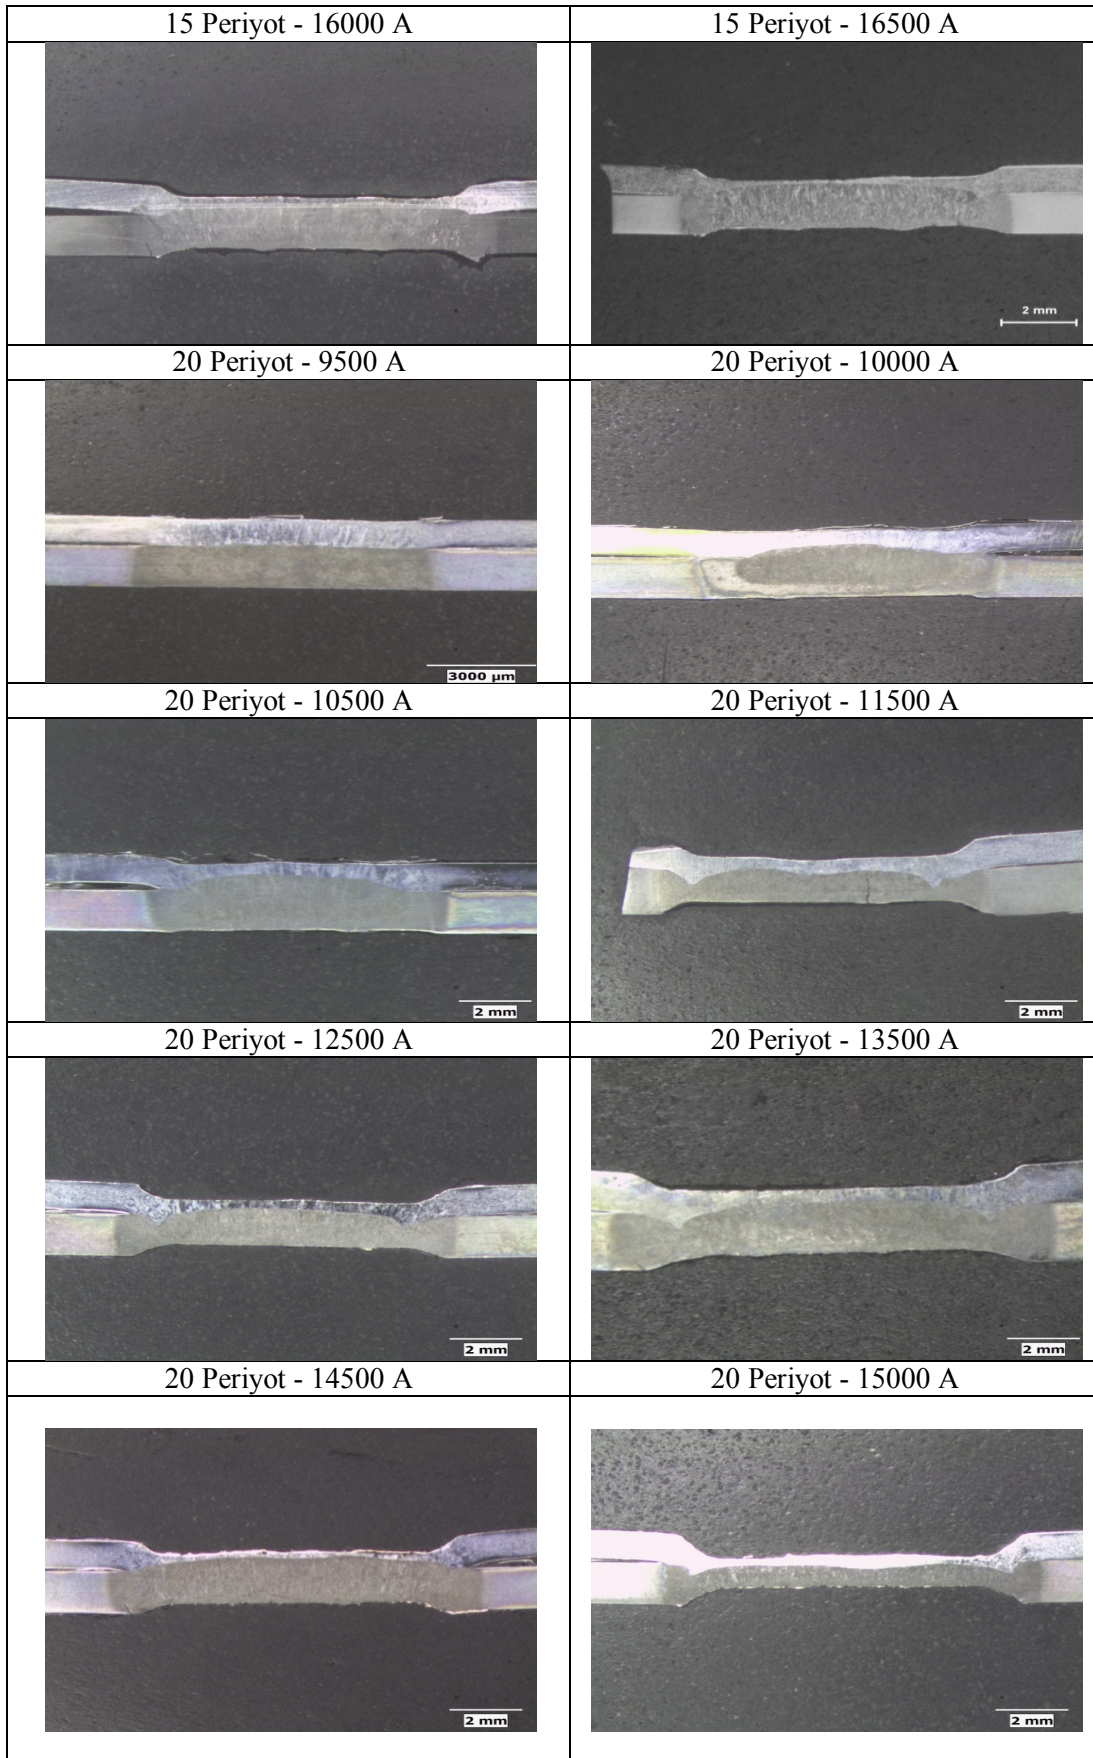 15 Periyot - 16000 A
15 Periyot - 16500 A
2 mm
20 Periyot - 9500 A
20 Periyot - 10000 A
3000 µm
20 Periyot - 10500 A
20 Periyot - 11500 A
2 mm
2 mm
20 Periyot - 12500 A
20 Periyot - 13500 A
2 mm
2 mm
20 Periyot - 14500 A
20 Periyot - 15000 A
2 mm
2 mm